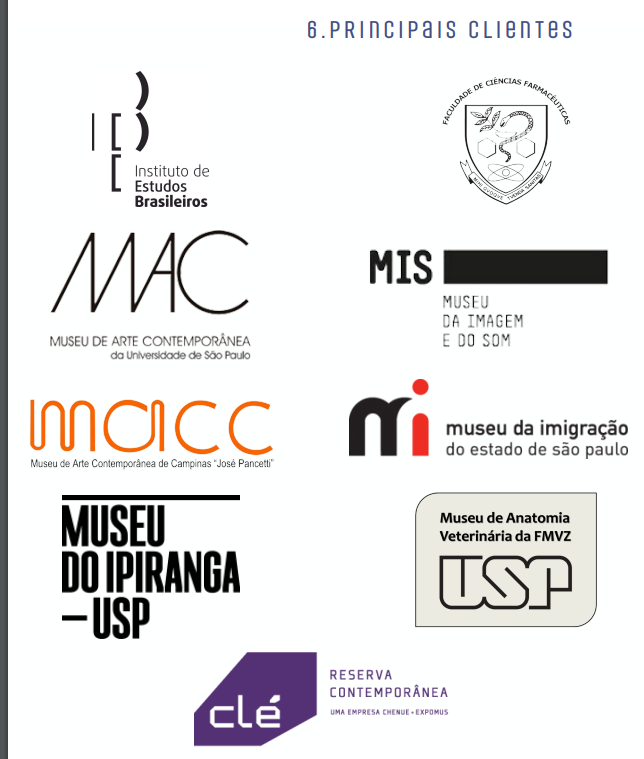 6.PRINCIPAIS CLIENTES
IEB
Instituto de
Estudos
Brasileiros
FACULDADE DE CIÊNCIAS FARMACÊUTICAS
MAC
MUSEU DE ARTE CONTEMPORÂNEA
da Universidade de São Paulo
MIS
MUSEU
DA IMAGEM
E DO SOM
macc
Museu de Arte Contemporânea de Campinas "José Pancetti"
mi
museu da imigração
do estado de são paulo
MUSEU
DO IPIRANGA
—USP
Museu de Anatomia
Veterinária da FMVZ
USP
clé
RESERVA
CONTEMPORÂNEA
UMA EMPRESA CHENUE + EXPOMUS